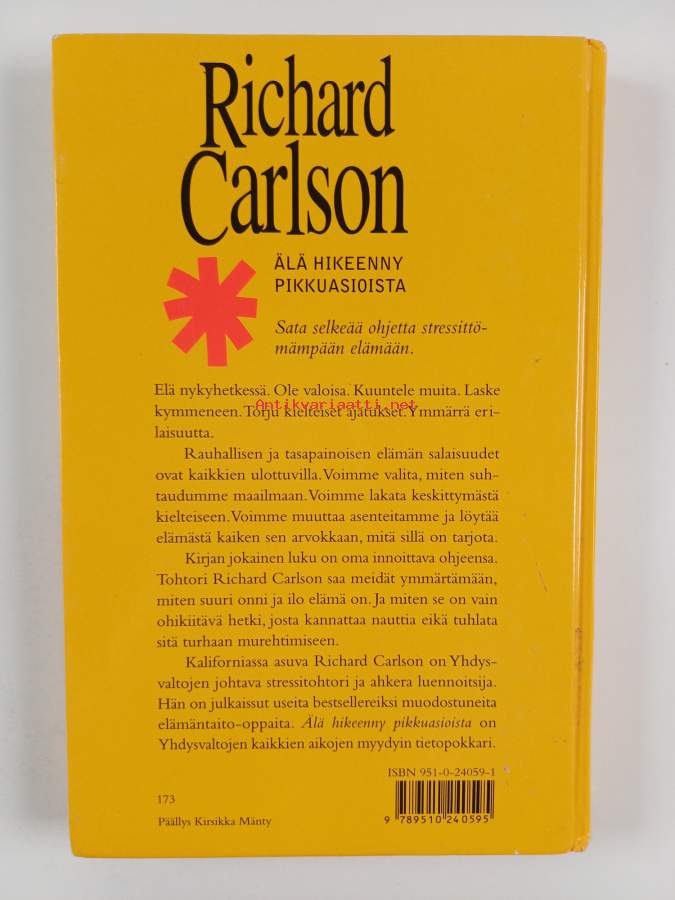 Richard
Carlson
ÄLÄ HIKEENNY
PIKKUASIOISTA
Sata selkeää ohjetta stressittö-
mämpään elämään.
Elä nykyhetkessä. Ole valoisa. Kuuntele muita. Laske
Antikvariaatti.net
kymmeneen. Torju kielteiset ajatukset. Ymmärrä eri-
laisuutta.
Rauhallisen ja tasapainoisen elämän salaisuudet
ovat kaikkien ulottuvilla. Voimme valita, miten suh-
taudumme maailmaan. Voimme lakata keskittymästä
kielteiseen. Voimme muuttaa asenteitamme ja löytää
elämästä kaiken sen arvokkaan, mitä sillä on tarjota.
Kirjan jokainen luku on oma innoittava ohjeensa.
Tohtori Richard Carlson saa meidät ymmärtämään,
miten suuri onni ja ilo elämä on. Ja miten se on vain
ohikiitävä hetki, josta kannattaa nauttia eikä tuhlata
sitä turhaan murehtimiseen.
Kaliforniassa asuva Richard Carlson on Yhdys-
valtojen johtava stressitohtori ja ahkera luennoitsija.
Hän on julkaissut useita bestsellereiksi muodostuneita
elämäntaito-oppaita. Älä hikeenny pikkuasioista on
Yhdysvaltojen kaikkien aikojen myydyin tietopokkari.
ISBN 951-0-24059-1
173
Päällys Kirsikka Mänty
9 789510 240595